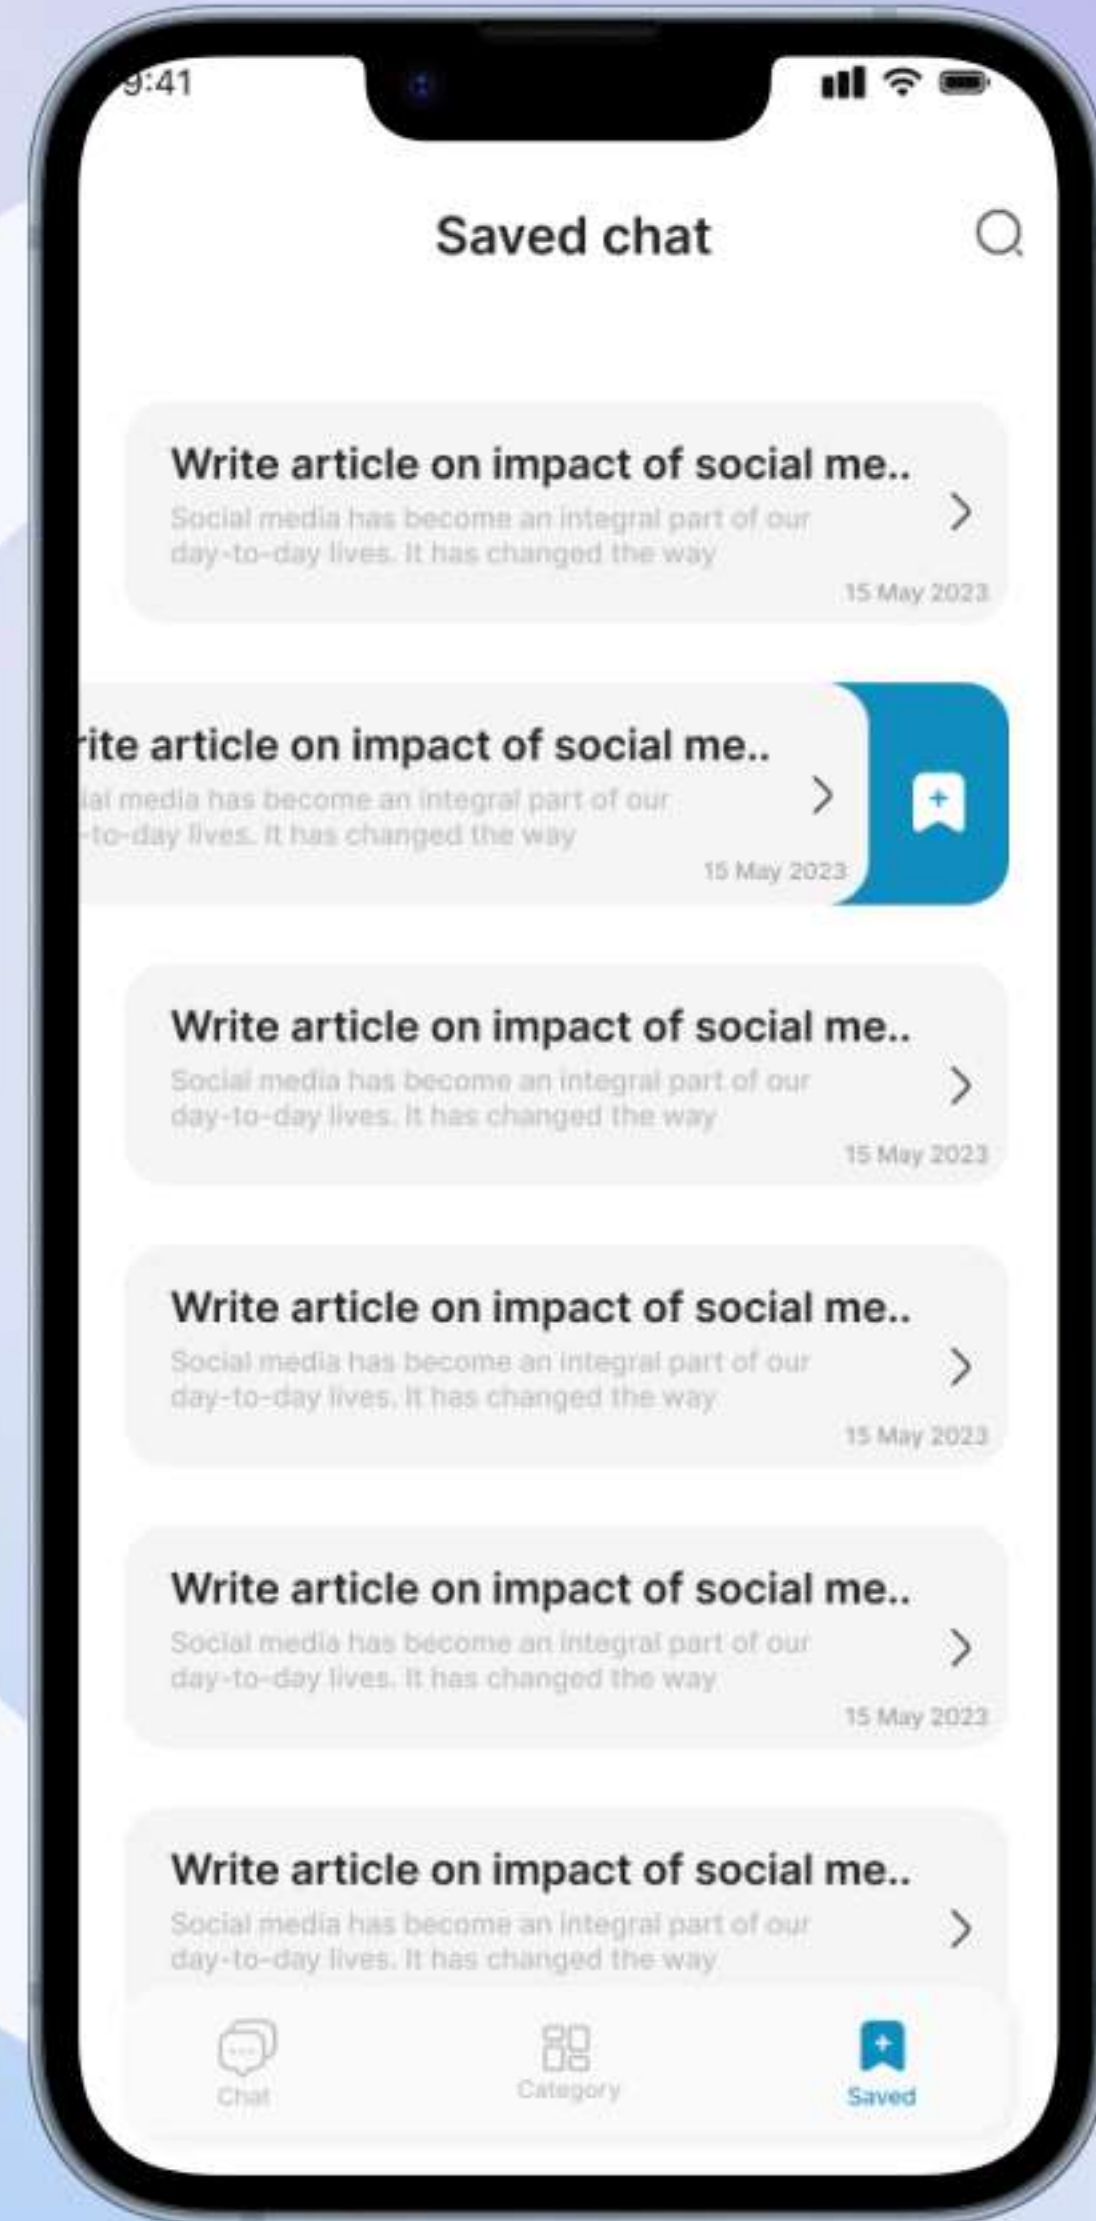 9:41
Saved chat
Write article on impact of social me..
Social media has become an integral part of our
day-to-day lives. It has changed the way
15 May 2023
rite article on impact of social me..
ial media has become an integral part of our
-to-day lives. It has changed the way
15 May 2023
Write article on impact of social me..
Social media has become an integral part of our
day-to-day lives. It has changed the way
15 May 2023
Write article on impact of social me..
Social media has become an integral part of our
day-to-day lives. It has changed the way
15 May 2023
Write article on impact of social me..
Social media has become an integral part of our
day-to-day lives. It has changed the way
15 May 2023
Write article on impact of social me..
Social media has become an integral part of our
day-to-day lives. It has changed the way
Chat
Category
Saved